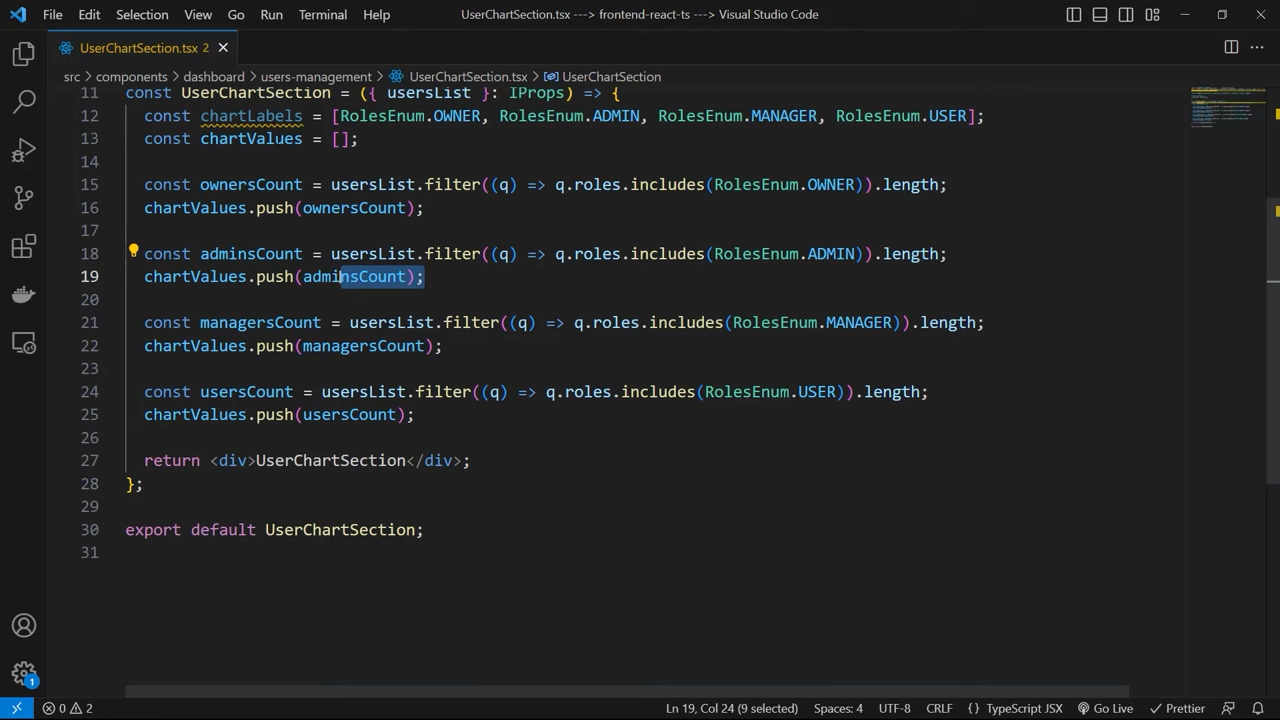 File Edit Selection View Go Run Terminal Help UserChartSection.tsx ---> frontend-react-ts ---> Visual Studio Code
UserChartSection.tsx 2
src > components > dashboard > users-management > UserChartSection.tsx > UserChartSection
11 const UserChartSection = ({ usersList }: IProps) => {
12 const chartLabels = [RolesEnum.OWNER, RolesEnum.ADMIN, RolesEnum.MANAGER, RolesEnum.USER];
13 const chartValues = [];
14
15 const ownersCount = usersList.filter((q) => q.roles.includes(RolesEnum.OWNER)).length;
16 chartValues.push(ownersCount);
17
18 const adminsCount = usersList.filter((q) => q.roles.includes(RolesEnum.ADMIN)).length;
19 chartValues.push(adminsCount);
20
21 const managersCount = usersList.filter((q) => q.roles.includes(RolesEnum.MANAGER)).length;
22 chartValues.push(managersCount);
23
24 const usersCount = usersList.filter((q) => q.roles.includes(RolesEnum.USER)).length;
25 chartValues.push(usersCount);
26
27 return <div>UserChartSection</div>;
28 };
29
30 export default UserChartSection;
31
1
0 2 Ln 19, Col 24 (9 selected) Spaces: 4 UTF-8 CRLF {} TypeScript JSX Go Live Prettier